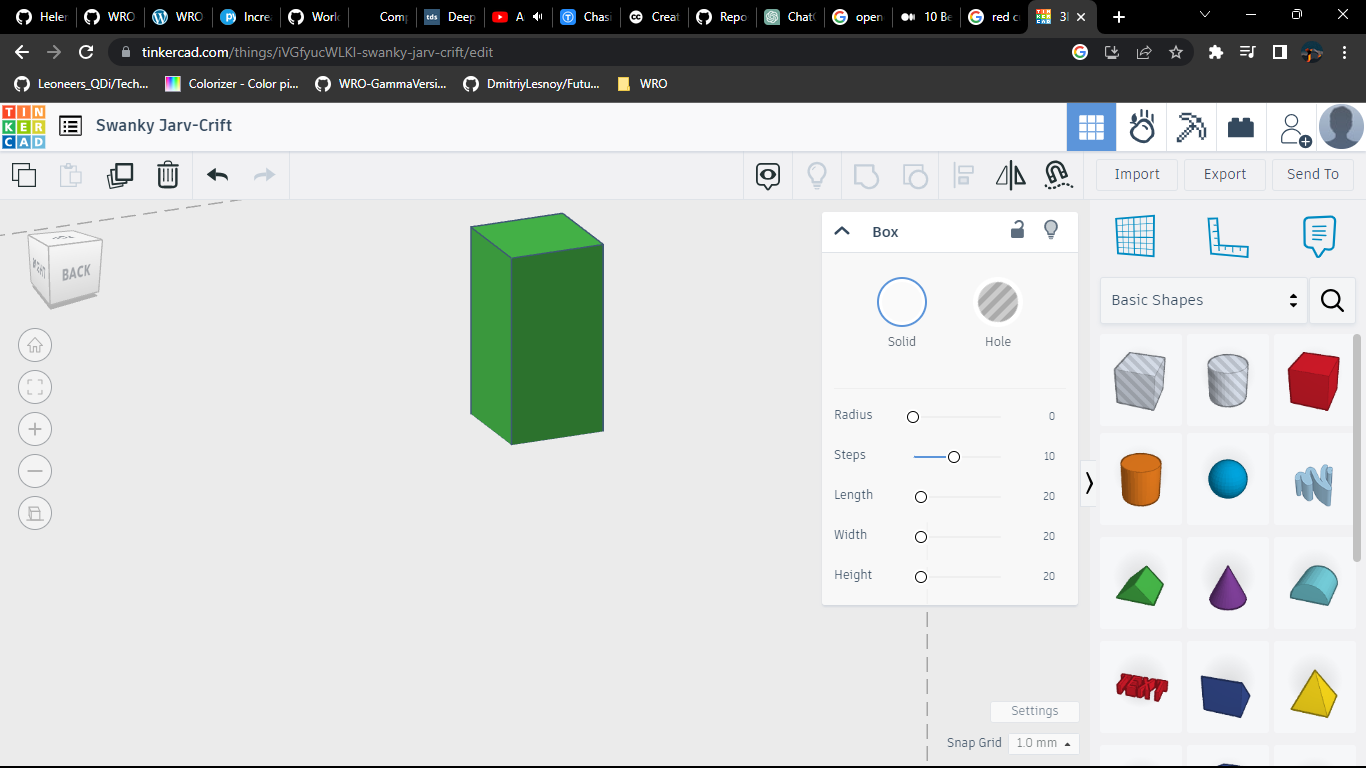 Heler
WRO
WRO
Incre
Work
Comp
tds Deep
A
Chasi
cc Creat
Repo
Chat
open
10 Be
red c
3
tinkercad.com/things/iVGfyucWLKI-swanky-jarv-crift/edit
Leoneers_QDi/Tech...
Colorizer - Color pi...
WRO-GammaVersi...
DmitriyLesnoy/Futu...
WRO
TIN
KER
CAD
Swanky Jarv-Crift
Import
Export
Send To
BACK
Box
Solid
Hole
Radius 0
Steps 10
Length 20
Width 20
Height 20
Basic Shapes
TEXT
Settings
Snap Grid 1.0 mm